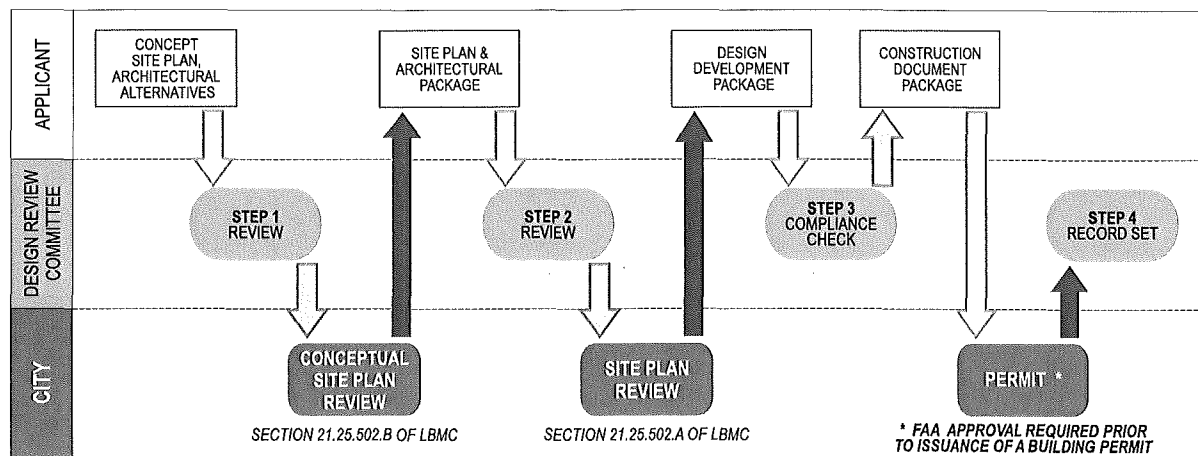 APPLICANT
CONCEPT
SITE PLAN,
ARCHITECTURAL
ALTERNATIVES
SITE PLAN &
ARCHITECTURAL
PACKAGE
DESIGN
DEVELOPMENT
PACKAGE
CONSTRUCTION
DOCUMENT
PACKAGE
DESIGN REVIEW
COMMITTEE
STEP 1
REVIEW
STEP 2
REVIEW
STEP 3
COMPLIANCE
CHECK
STEP 4
RECORD SET
CITY
CONCEPTUAL
SITE PLAN
REVIEW
SECTION 21.25.502.B OF LBMC
SITE PLAN
REVIEW
SECTION 21.25.502.A OF LBMC
PERMIT *
* FAA APPROVAL REQUIRED PRIOR
TO ISSUANCE OF A BUILDING PERMIT